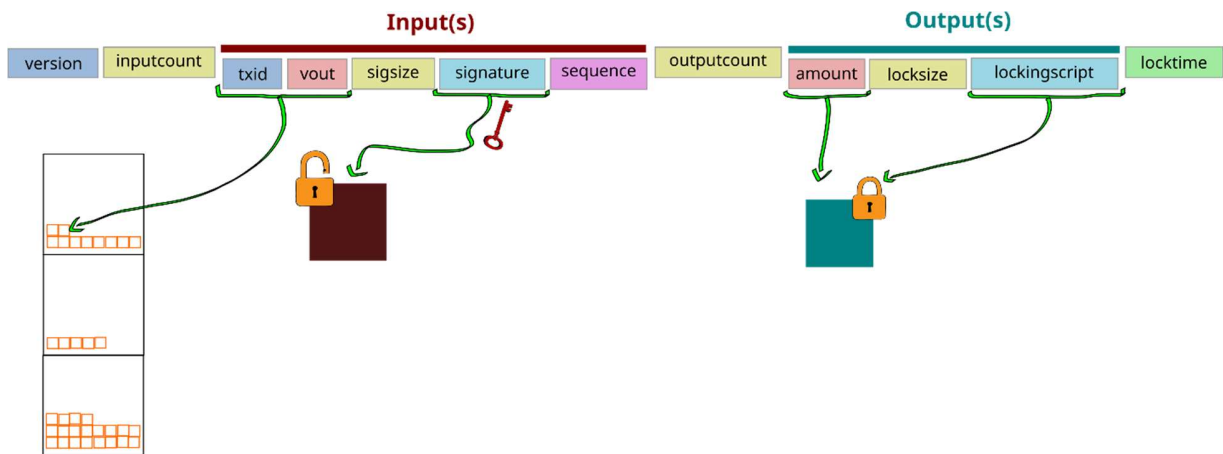 Input(s)
Output(s)
version
inputcount
txid
vout
sigsize
signature
sequence
outputcount
amount
locksize
lockingscript
locktime